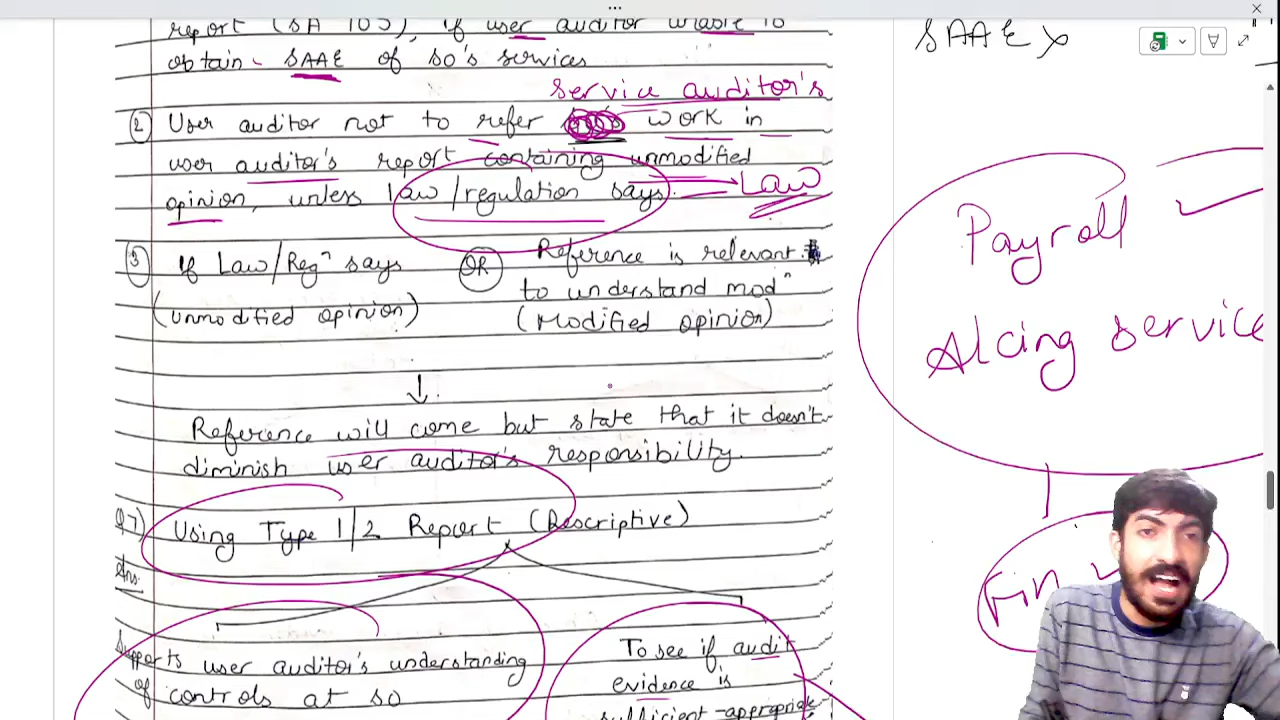 report (SA 705), if user auditor unable to
obtain SAAE of SO's services
service auditor's
② User auditor not to refer work in
user auditor's report containing unmodified
opinion, unless law/regulation says. Law
③ If Law/Regⁿ says OR Reference is relevant
to understand modⁿ
(unmodified opinion) (Modified opinion)
↓
Reference will come but state that it doesn't
diminish user auditor's responsibility.
Q7) Using Type 1/2 Report (Descriptive)
Ans.
Supports user auditor's understanding
of controls at SO
To see if audit
evidence is
sufficient-appropriate
SAAE X
Payroll
service
Fin